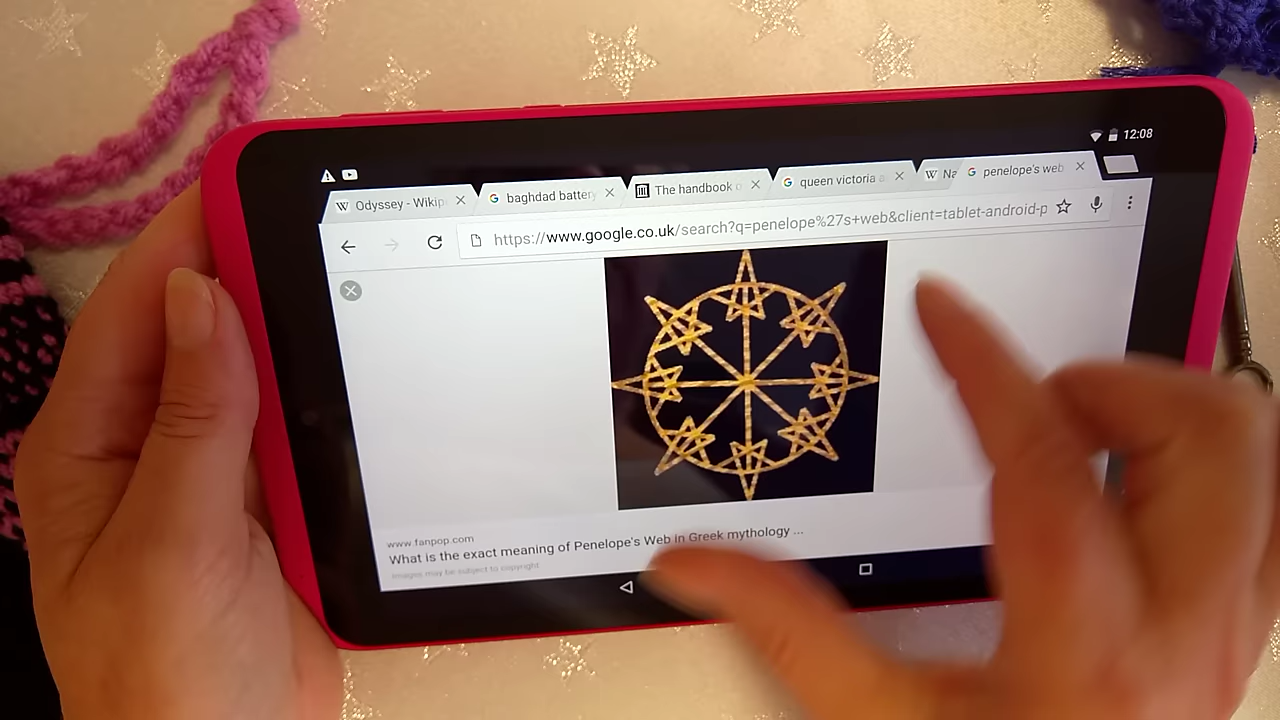 12:08
Odyssey - Wikip
baghdad battery
The handbook o
queen victoria a
Na
penelope's web
https://www.google.co.uk/search?q=penelope%27s+web&client=tablet-android-p
www.fanpop.com
What is the exact meaning of Penelope's Web in Greek mythology ...
Images may be subject to copyright